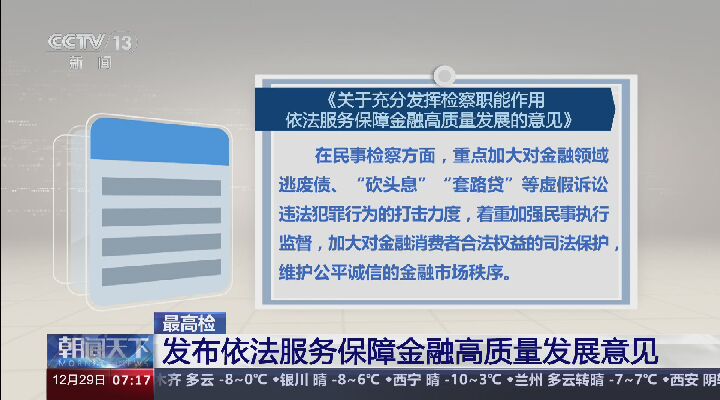 CCTV 13
新闻
《关于充分发挥检察职能作用
依法服务保障金融高质量发展的意见》
在民事检察方面，重点加大对金融领域
逃废债、“砍头息”“套路贷”等虚假诉讼
违法犯罪行为的打击力度，着重加强民事执行
监督，加大对金融消费者合法权益的司法保护，
维护公平诚信的金融市场秩序。
最高检
朝闻天下
发布依法服务保障金融高质量发展意见
12月29日 07:17
木齐 多云 -8~0℃ 银川 晴 -8~6℃ 西宁 晴 -10~3℃ 兰州 多云转晴 -7~7℃ 西安 阴转